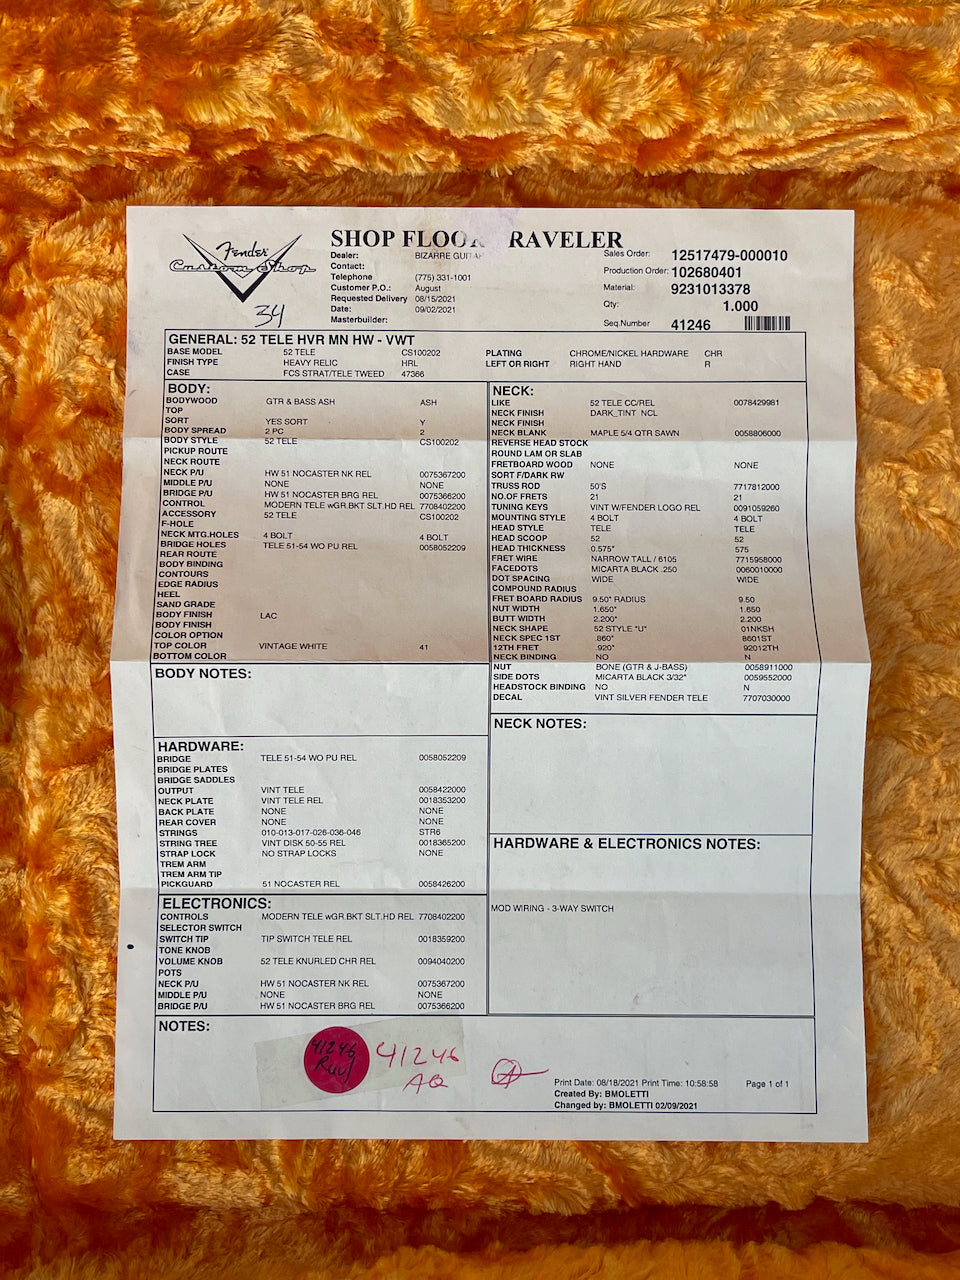 Fender
Custom Shop
34
SHOP FLOOR TRAVELER
Dealer: BIZARRE GUITAR
Contact:
Telephone (775) 331-1001
Customer P.O.: August
Requested Delivery 08/15/2021
Date: 09/02/2021
Masterbuilder:
Sales Order: 12517479-000010
Production Order: 102680401
Material: 9231013378
Qty: 1.000
Seq.Number 41246
GENERAL: 52 TELE HVR MN HW - VWT
BASE MODEL 52 TELE CS100202 PLATING CHROME/NICKEL HARDWARE CHR
FINISH TYPE HEAVY RELIC HRL LEFT OR RIGHT RIGHT HAND R
CASE FCS STRAT/TELE TWEED 47366
BODY:
BODYWOOD GTR & BASS ASH ASH
TOP
SORT YES SORT Y
BODY SPREAD 2 PC 2
BODY STYLE 52 TELE CS100202
PICKUP ROUTE
NECK ROUTE
NECK P/U HW 51 NOCASTER NK REL 0075367200
MIDDLE P/U NONE NONE
BRIDGE P/U HW 51 NOCASTER BRG REL 0075366200
CONTROL MODERN TELE wGR.BKT SLT.HD REL 7708402200
ACCESSORY 52 TELE CS100202
F-HOLE
NECK MTG.HOLES 4 BOLT 4 BOLT
BRIDGE HOLES TELE 51-54 WO PU REL 0058052209
REAR ROUTE
BODY BINDING
CONTOURS
EDGE RADIUS
HEEL
SAND GRADE
BODY FINISH LAC
BODY FINISH
COLOR OPTION
TOP COLOR VINTAGE WHITE 41
BOTTOM COLOR
BODY NOTES:
HARDWARE:
BRIDGE TELE 51-54 WO PU REL 0058052209
BRIDGE PLATES
BRIDGE SADDLES
OUTPUT VINT TELE 0058422000
NECK PLATE VINT TELE REL 0018353200
BACK PLATE NONE NONE
REAR COVER NONE NONE
STRINGS 010-013-017-026-036-046 STR6
STRING TREE VINT DISK 50-55 REL 0018365200
STRAP LOCK NO STRAP LOCKS NONE
TREM ARM
TREM ARM TIP
PICKGUARD 51 NOCASTER REL 0058426200
ELECTRONICS:
CONTROLS MODERN TELE wGR.BKT SLT.HD REL 7708402200
SELECTOR SWITCH
SWITCH TIP TIP SWITCH TELE REL 0018359200
TONE KNOB
VOLUME KNOB 52 TELE KNURLED CHR REL 0094040200
POTS
NECK P/U HW 51 NOCASTER NK REL 0075367200
MIDDLE P/U NONE NONE
BRIDGE P/U HW 51 NOCASTER BRG REL 0075366200
NECK:
LIKE 52 TELE CC/REL 0078429981
NECK FINISH DARK_TINT NCL
NECK FINISH
NECK BLANK MAPLE 5/4 QTR SAWN 0058806000
REVERSE HEAD STOCK
ROUND LAM OR SLAB
FRETBOARD WOOD NONE NONE
SORT F/DARK RW
TRUSS ROD 50'S 7717812000
NO.OF FRETS 21 21
TUNING KEYS VINT W/FENDER LOGO REL 0091059260
MOUNTING STYLE 4 BOLT 4 BOLT
HEAD STYLE TELE TELE
HEAD SCOOP 52 52
HEAD THICKNESS 0.575" 575
FRET WIRE NARROW TALL / 6105 7715958000
FACEDOTS MICARTA BLACK .250 0060010000
DOT SPACING WIDE WIDE
COMPOUND RADIUS
FRET BOARD RADIUS 9.50" RADIUS 9.50
NUT WIDTH 1.650" 1.650
BUTT WIDTH 2.200" 2.200
NECK SHAPE 52 STYLE "U" 01NKSH
NECK SPEC 1ST .860" 8601ST
12TH FRET .920" 92012TH
NECK BINDING NO N
NUT BONE (GTR & J-BASS) 0058911000
SIDE DOTS MICARTA BLACK 3/32" 0059552000
HEADSTOCK BINDING NO N
DECAL VINT SILVER FENDER TELE 7707030000
NECK NOTES:
HARDWARE & ELECTRONICS NOTES:
MOD WIRING - 3-WAY SWITCH
NOTES:
41246
41246
AQ
Print Date: 08/18/2021 Print Time: 10:58:58 Page 1 of 1
Created By: BMOLETTI
Changed by: BMOLETTI 02/09/2021